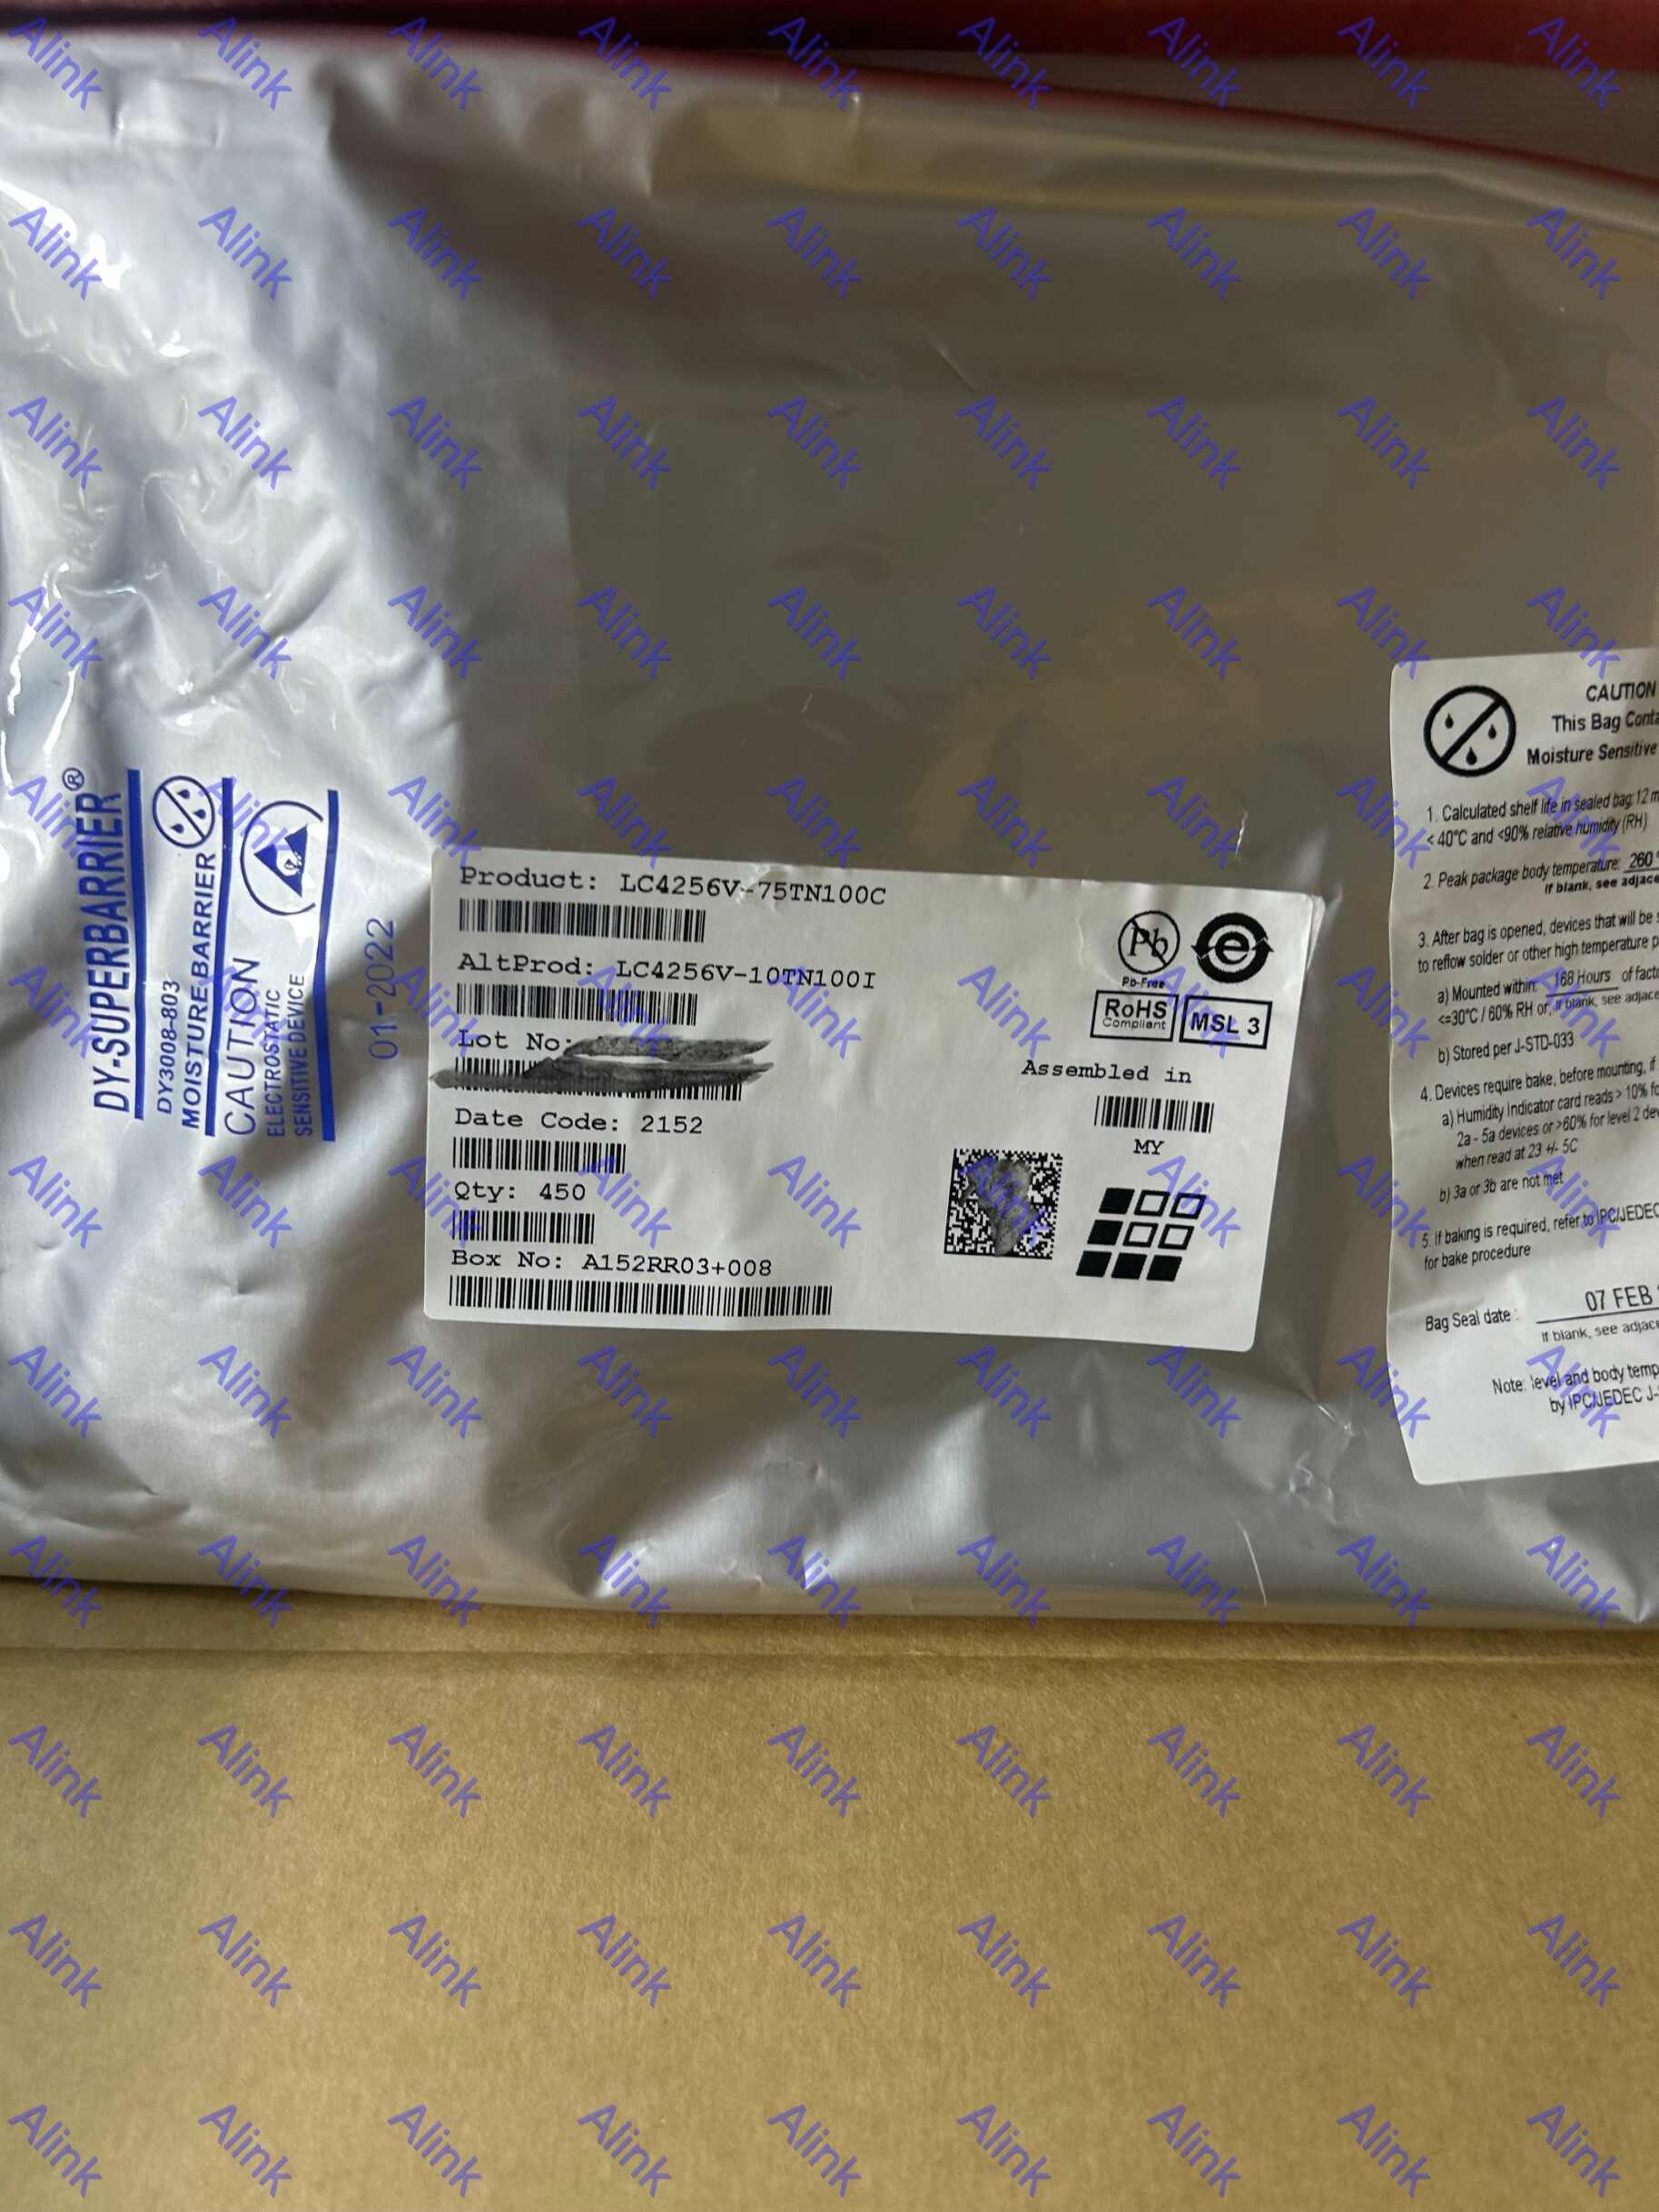 DY-SUPERBARRIER®
DY3008-803
MOISTURE BARRIER
CAUTION
ELECTROSTATIC
SENSITIVE DEVICE
01-2022
Product: LC4256V-75TN100C
AltProd: LC4256V-10TN100I
Lot No:
Date Code: 2152
Qty: 450
Box No: A152RR03+008
Pb
Pb-Free
e
RoHS
Compliant
MSL 3
Assembled in
MY
CAUTION
This Bag
Moisture Sensitive
1. Calculated shelf life in sealed bag: 12
< 40°C and <90% relative humidity (RH)
2. Peak package body temperature: 260
If blank, see
3. After bag is opened, devices that will be
to reflow solder or other high temperature
a) Mounted within: 168 Hours of
<=30°C / 60% RH or, If blank, see
b) Stored per J-STD-033
4. Devices require bake, before mounting, if
a) Humidity Indicator card reads > 10%
2a - 5a devices or >60% for level 2
when read at 23 +/- 5C
b) 3a or 3b are not met
5. If baking is required, refer to IPC/JEDEC
for bake procedure
Bag Seal date : 07 FEB
If blank, see
Note: level and body
by IPC/JEDEC
Alink